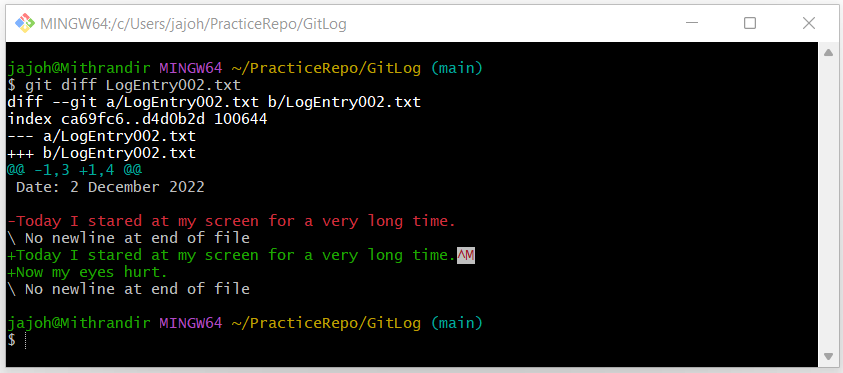 MINGW64:/c/Users/jajoh/PracticeRepo/GitLog
jajoh@Mithrandir MINGW64 ~/PracticeRepo/GitLog (main)
$ git diff LogEntry002.txt
diff --git a/LogEntry002.txt b/LogEntry002.txt
index ca69fc6..d4d0b2d 100644
--- a/LogEntry002.txt
+++ b/LogEntry002.txt
@@ -1,3 +1,4 @@
 Date: 2 December 2022
-Today I stared at my screen for a very long time.
\ No newline at end of file
+Today I stared at my screen for a very long time.^M
+Now my eyes hurt.
\ No newline at end of file
jajoh@Mithrandir MINGW64 ~/PracticeRepo/GitLog (main)
$